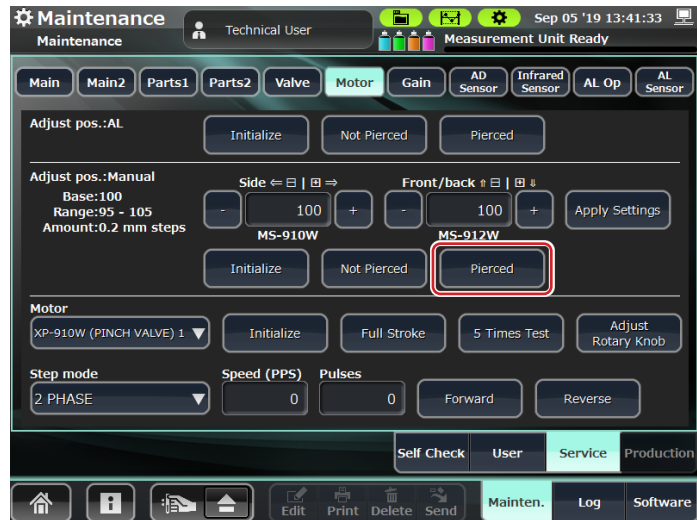 Maintenance
Maintenance
Technical User
Sep 05 '19 13:41:33
Measurement Unit Ready
Main
Main2
Parts1
Parts2
Valve
Motor
Gain
AD
Sensor
Infrared
Sensor
AL Op
AL
Sensor
Adjust pos.:AL
Initialize
Not Pierced
Pierced
Adjust pos.:Manual
Base:100
Range:95 - 105
Amount:0.2 mm steps
Side ⇐ ⊟ | ⊞ ⇒
- 100 +
MS-910W
Front/back ⇑ ⊟ | ⊞ ⇓
- 100 +
MS-912W
Apply Settings
Initialize
Not Pierced
Pierced
Motor
XP-910W (PINCH VALVE) 1 ▼
Initialize
Full Stroke
5 Times Test
Adjust
Rotary Knob
Step mode
2 PHASE ▼
Speed (PPS)
0
Pulses
0
Forward
Reverse
Self Check
User
Service
Production
Edit
Print
Delete
Send
Mainten.
Log
Software